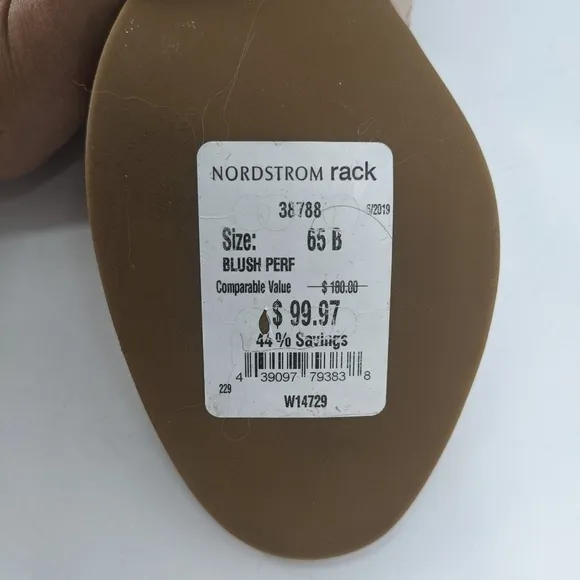 NORDSTROM rack
38788 6/2019
Size: 65 B
BLUSH PERF
Comparable Value $ 180.00
$ 99.97
44% Savings
4 39097 79383 8
229
W14729